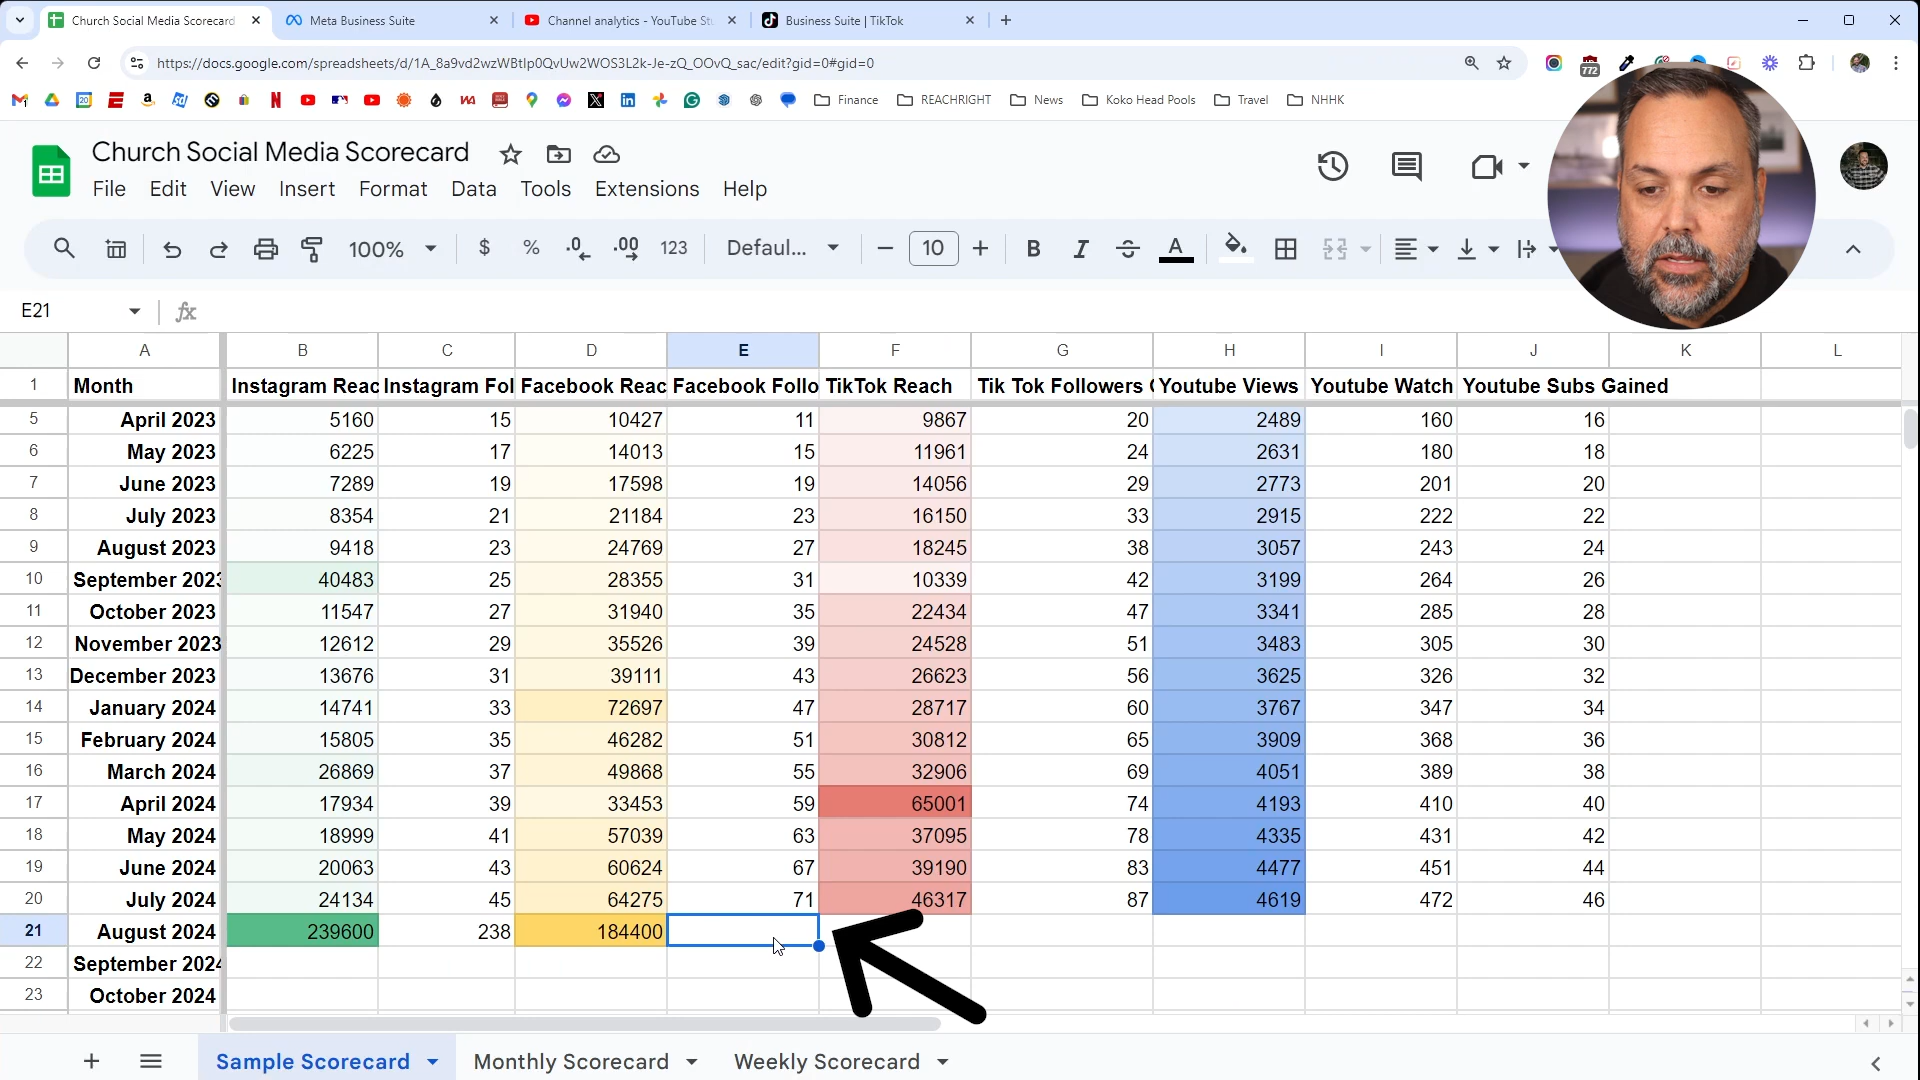 Church Social Media Scorecard
Meta Business Suite
Channel analytics - YouTube St
Business Suite | TikTok
https://docs.google.com/spreadsheets/d/1A_8a9vd2wzWBtIp0QvUw2WOS3L2k-Je-zQ_OOvQ_sac/edit?gid=0#gid=0
772
Finance REACHRIGHT News Koko Head Pools Travel NHHK
Church Social Media Scorecard
File Edit View Insert Format Data Tools Extensions Help
100% $ % .0 .00 123 Defaul... 10 B I S A
E21 fx
A B C D E F G H I J K L
1 Month Instagram Reac Instagram Fol Facebook Reac Facebook Follo TikTok Reach Tik Tok Followers ( Youtube Views Youtube Watch Youtube Subs Gained
5 April 2023 5160 15 10427 11 9867 20 2489 160 16
6 May 2023 6225 17 14013 15 11961 24 2631 180 18
7 June 2023 7289 19 17598 19 14056 29 2773 201 20
8 July 2023 8354 21 21184 23 16150 33 2915 222 22
9 August 2023 9418 23 24769 27 18245 38 3057 243 24
10 September 2023 40483 25 28355 31 10339 42 3199 264 26
11 October 2023 11547 27 31940 35 22434 47 3341 285 28
12 November 2023 12612 29 35526 39 24528 51 3483 305 30
13 December 2023 13676 31 39111 43 26623 56 3625 326 32
14 January 2024 14741 33 72697 47 28717 60 3767 347 34
15 February 2024 15805 35 46282 51 30812 65 3909 368 36
16 March 2024 26869 37 49868 55 32906 69 4051 389 38
17 April 2024 17934 39 33453 59 65001 74 4193 410 40
18 May 2024 18999 41 57039 63 37095 78 4335 431 42
19 June 2024 20063 43 60624 67 39190 83 4477 451 44
20 July 2024 24134 45 64275 71 46317 87 4619 472 46
21 August 2024 239600 238 184400
22 September 2024
23 October 2024
Sample Scorecard Monthly Scorecard Weekly Scorecard